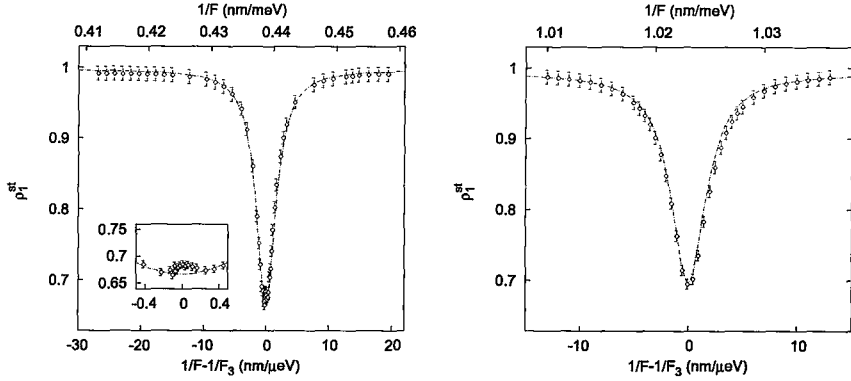 1/F (nm/meV)
0.41 0.42 0.43 0.44 0.45 0.46
1
0.9
0.8
0.7
ρ₁ˢᵗ
0.76
0.7
0.65
-0.4 0 0.4
-30 -20 -10 0 10 20
1/F-1/F₃ (nm/μeV)
1/F (nm/meV)
1.01 1.02 1.03
1
0.9
0.8
0.7
ρ₁ˢᵗ
-10 0 10
1/F-1/F₃ (nm/μeV)